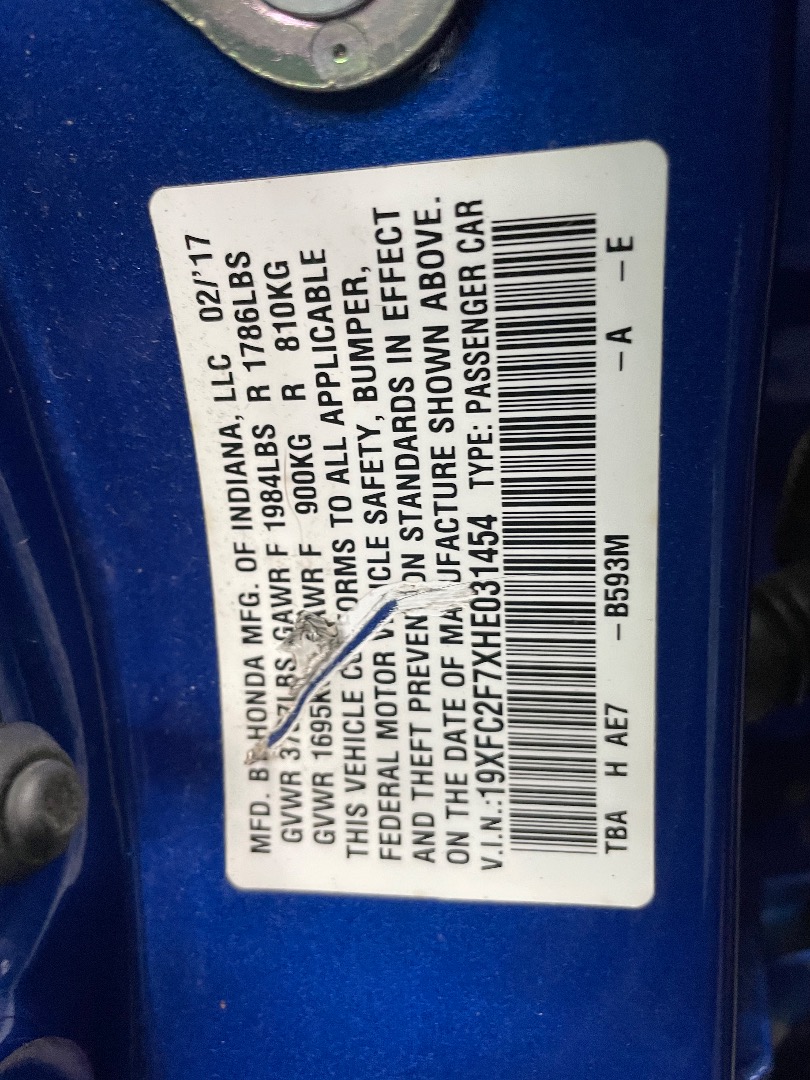 MFD. BY HONDA MFG. OF INDIANA, LLC 02/'17
GVWR GAWR F 1984LBS R 1786LBS
GVWR 1695KG GAWR F 900KG R 810KG
THIS VEHICLE CONFORMS TO ALL APPLICABLE
FEDERAL MOTOR VEHICLE SAFETY, BUMPER,
AND THEFT PREVENTION STANDARDS IN EFFECT
ON THE DATE OF MANUFACTURE SHOWN ABOVE.
V.I.N.:19XFC2F7XHE031454 TYPE: PASSENGER CAR
TBA H AE7 -B593M -A -E